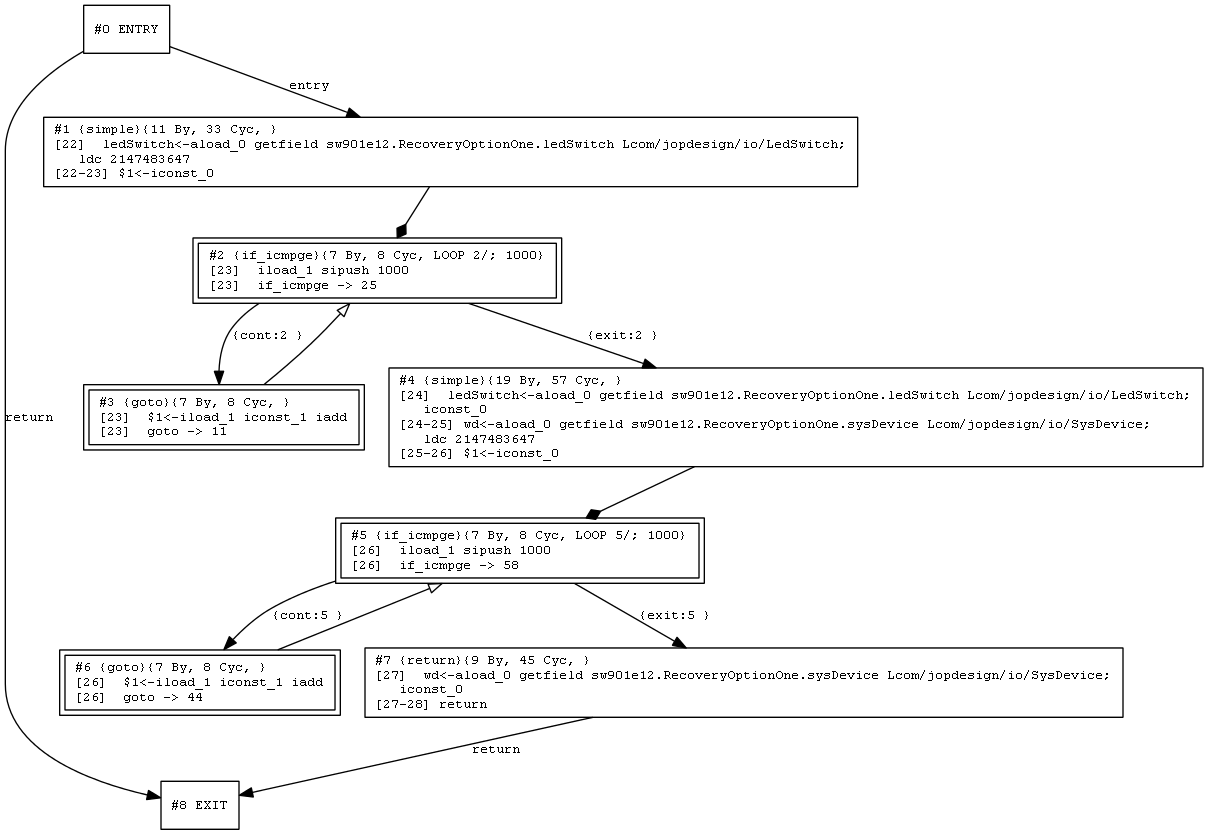 #0 ENTRY
entry
#1 {simple}{11 By, 33 Cyc, }
[22]  ledSwitch<-aload_0 getfield sw901e12.RecoveryOptionOne.ledSwitch Lcom/jopdesign/io/LedSwitch;
ldc 2147483647
[22-23] $1<-iconst_0
#2 {if_icmpge}{7 By, 8 Cyc, LOOP 2/; 1000}
[23]  iload_1 sipush 1000
[23]  if_icmpge -> 25
{cont:2 }
{exit:2 }
#3 {goto}{7 By, 8 Cyc, }
[23]  $1<-iload_1 iconst_1 iadd
[23]  goto -> 11
return
#4 {simple}{19 By, 57 Cyc, }
[24]  ledSwitch<-aload_0 getfield sw901e12.RecoveryOptionOne.ledSwitch Lcom/jopdesign/io/LedSwitch;
iconst_0
[24-25] wd<-aload_0 getfield sw901e12.RecoveryOptionOne.sysDevice Lcom/jopdesign/io/SysDevice;
ldc 2147483647
[25-26] $1<-iconst_0
#5 {if_icmpge}{7 By, 8 Cyc, LOOP 5/; 1000}
[26]  iload_1 sipush 1000
[26]  if_icmpge -> 58
{cont:5 }
{exit:5 }
#6 {goto}{7 By, 8 Cyc, }
[26]  $1<-iload_1 iconst_1 iadd
[26]  goto -> 44
#7 {return}{9 By, 45 Cyc, }
[27]  wd<-aload_0 getfield sw901e12.RecoveryOptionOne.sysDevice Lcom/jopdesign/io/SysDevice;
iconst_0
[27-28] return
return
#8 EXIT